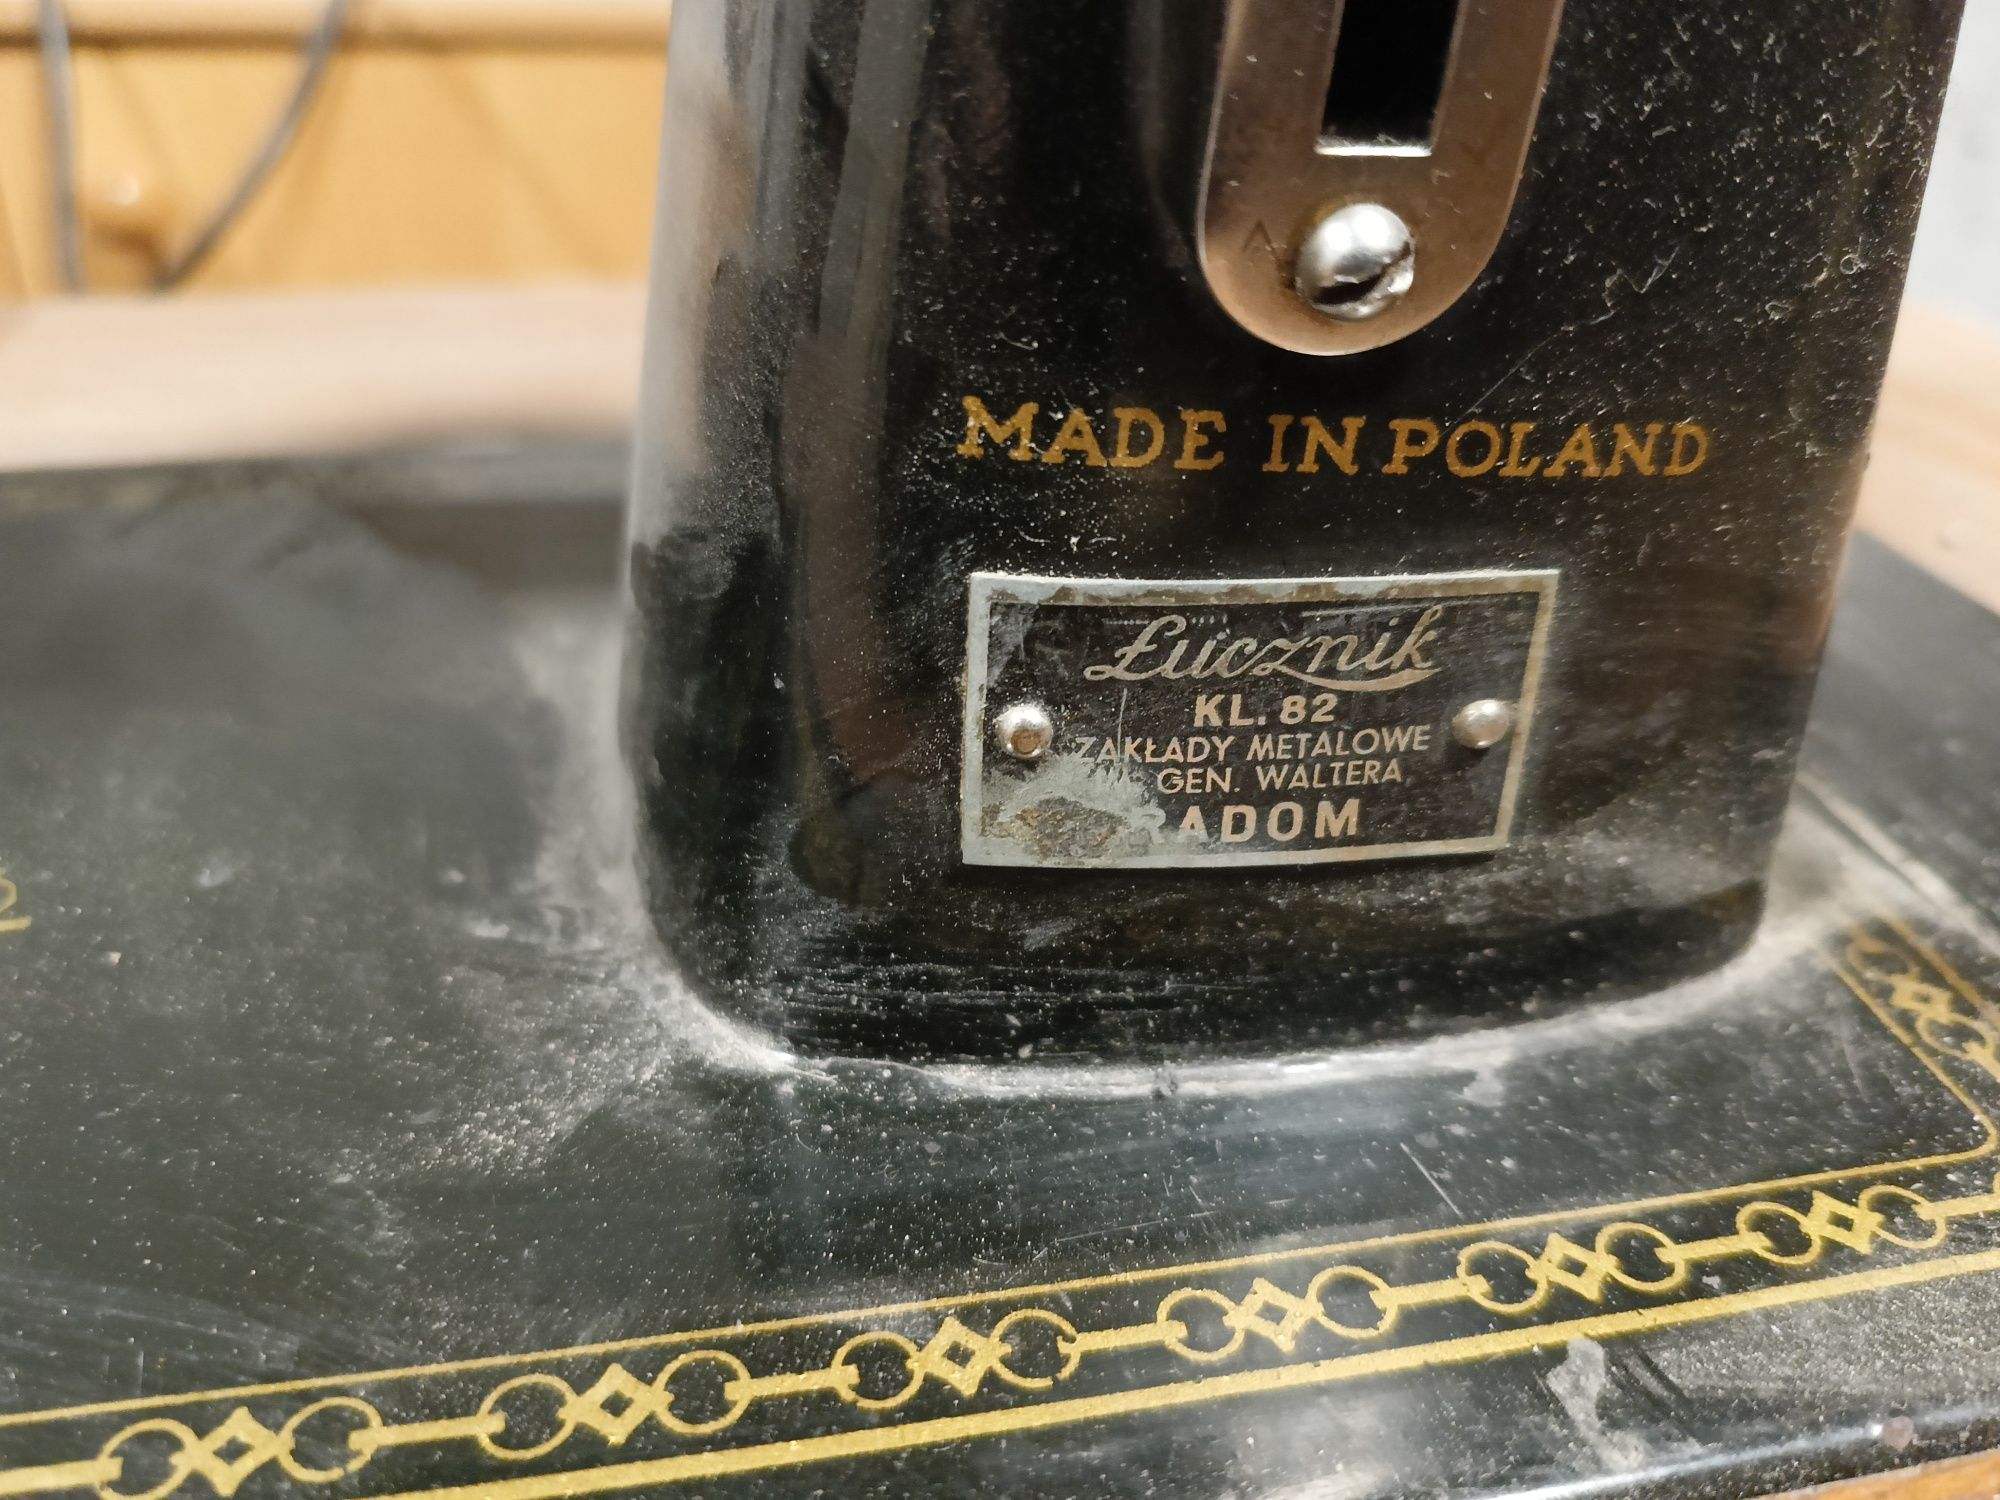 MADE IN POLAND
Łucznik
KL. 82
ZAKŁADY METALOWE
GEN. WALTERA
RADOM